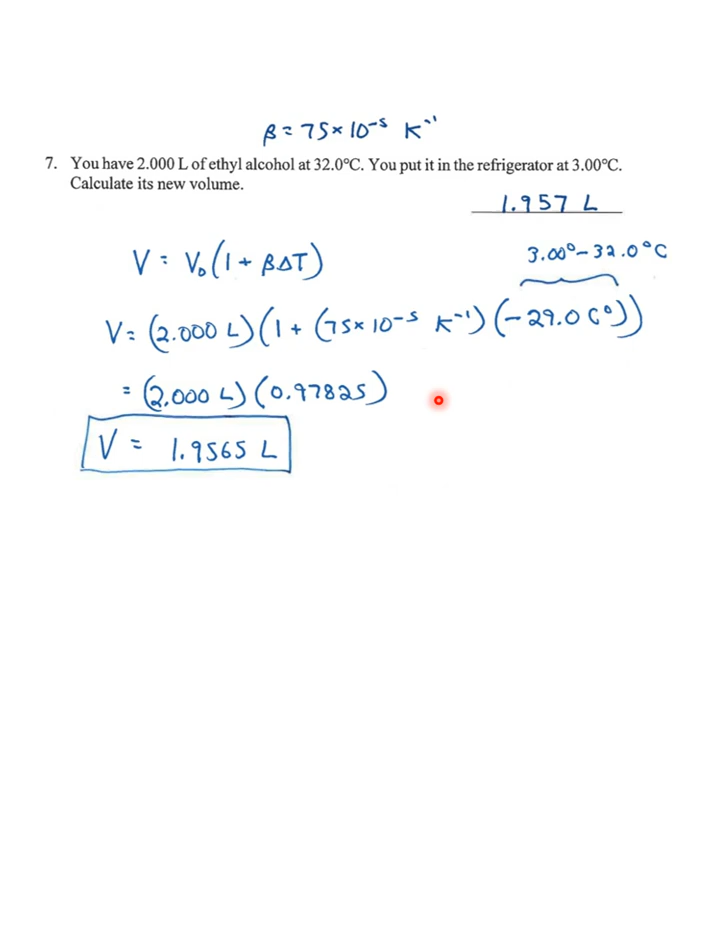 β = 75×10⁻⁵ K⁻¹
7. You have 2.000 L of ethyl alcohol at 32.0°C. You put it in the refrigerator at 3.00°C.
Calculate its new volume.
1.957 L
V = V₀(1 + βΔT)
3.00° - 32.0°C
V = (2.000 L)(1 + (75×10⁻⁵ K⁻¹)(-29.0 C°))
= (2.000 L)(0.97825)
V = 1.9565 L